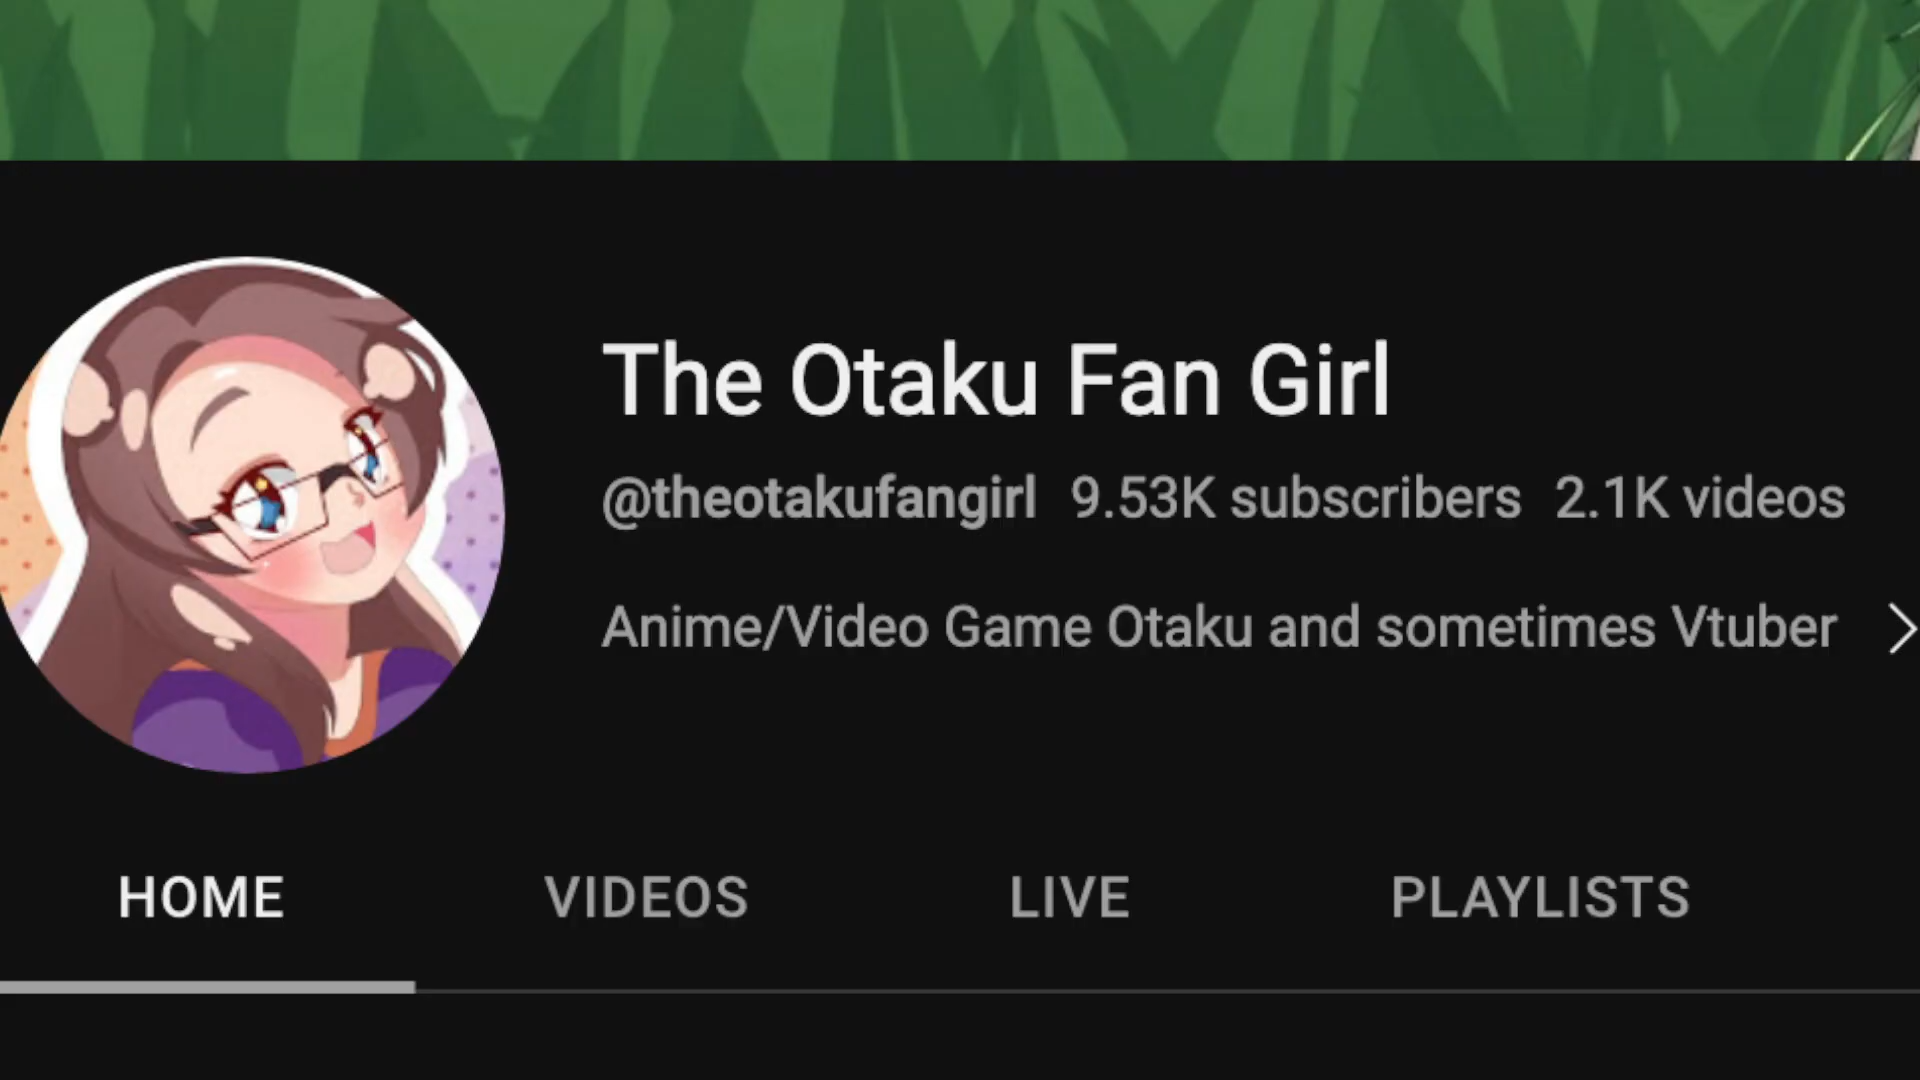 The Otaku Fan Girl
@theotakufangirl 9.53K subscribers 2.1K videos
Anime/Video Game Otaku and sometimes Vtuber
HOME VIDEOS LIVE PLAYLISTS